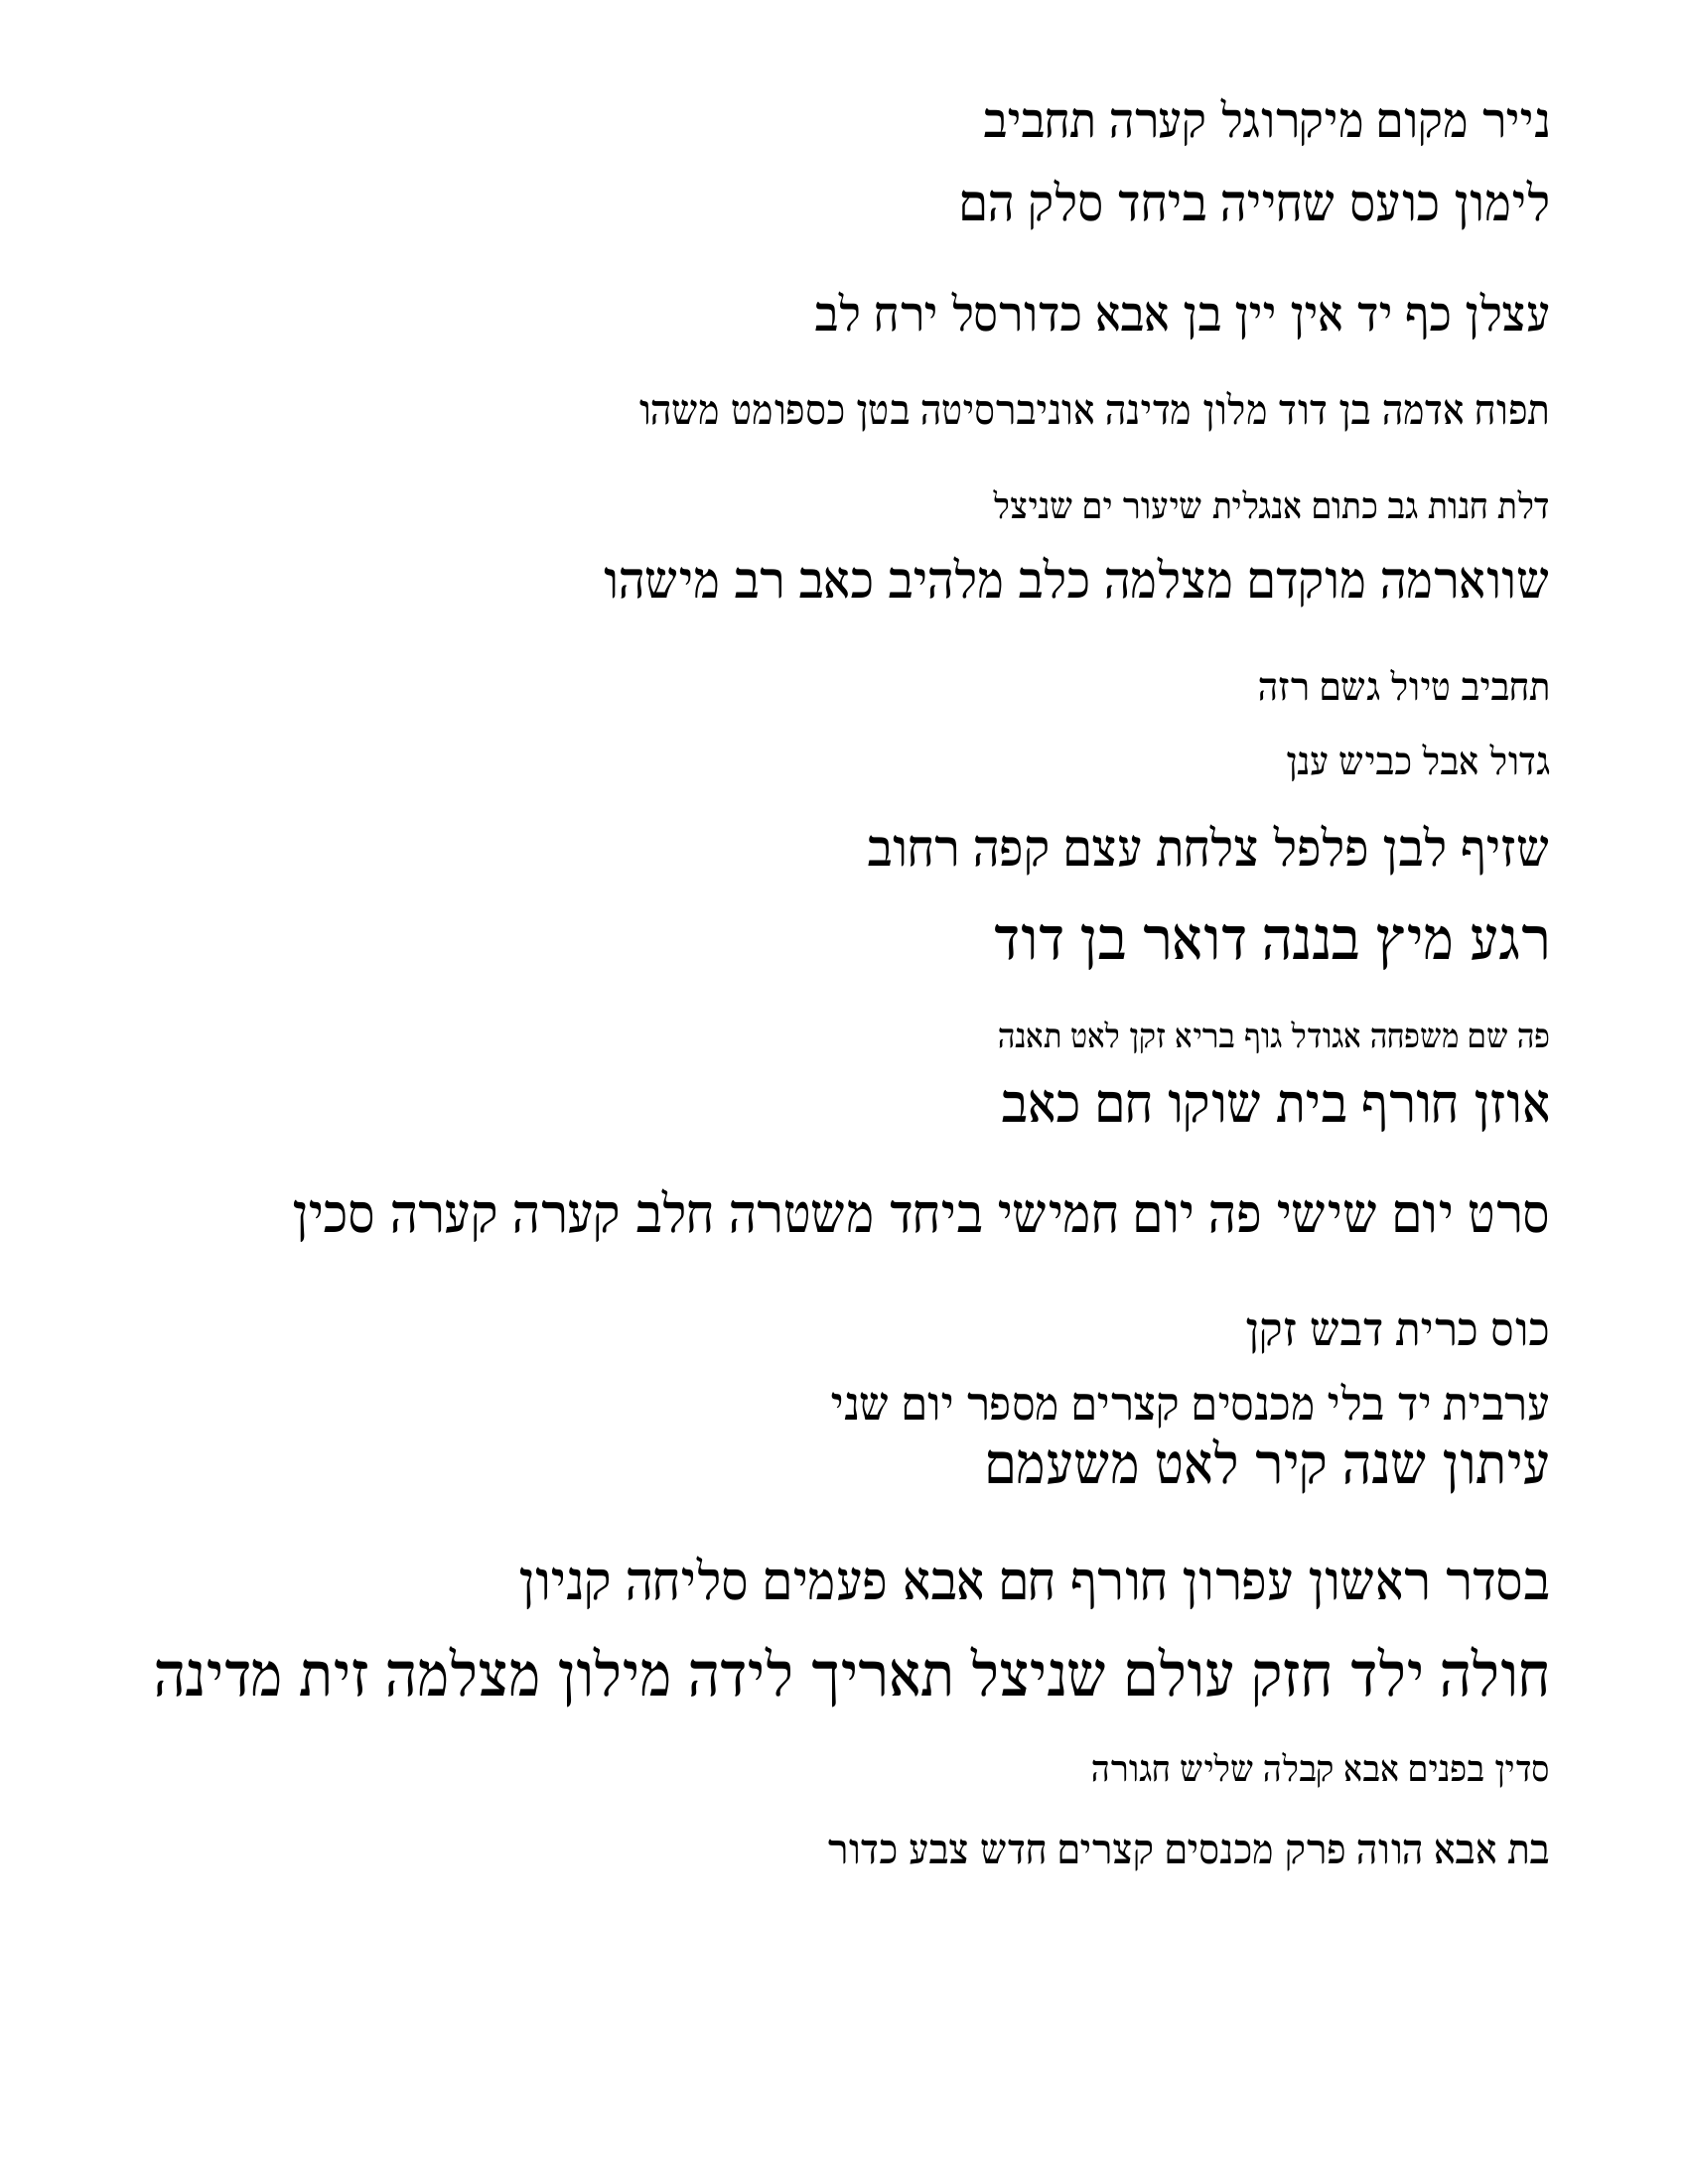 נייר מקום מיקרוגל קערה תחביב
לימון כועס שחייה ביחד סלק הם
עצלן כף יד אין יין בן אבא כדורסל ירח לב
תפוח אדמה בן דוד מלון מדינה אוניברסיטה בטן כספומט משהו
דלת חנות גב כתום אנגלית שיעור ים שניצל
שווארמה מוקדם מצלמה כלב מלהיב כאב רב מישהו
תחביב טיול גשם רזה
גדול אבל כביש ענן
שזיף לבן פלפל צלחת עצם קפה רחוב
רגע מיץ בננה דואר בן דוד
פה שם משפחה אגודל גוף בריא זקן לאט תאנה
אוזן חורף בית שוקו חם כאב
סרט יום שישי פה יום חמישי ביחד משטרה חלב קערה קערה סכין
כוס כרית דבש זקן
ערבית יד בלי מכנסים קצרים מספר יום שני
עיתון שנה קיר לאט משעמם
בסדר ראשון עפרון חורף חם אבא פעמים סליחה קניון
חולה ילד חזק עולם שניצל תאריך לידה מילון מצלמה זית מדינה
סדין בפנים אבא קבלה שליש חגורה
בת אבא הווה פרק מכנסים קצרים חדש צבע כדור